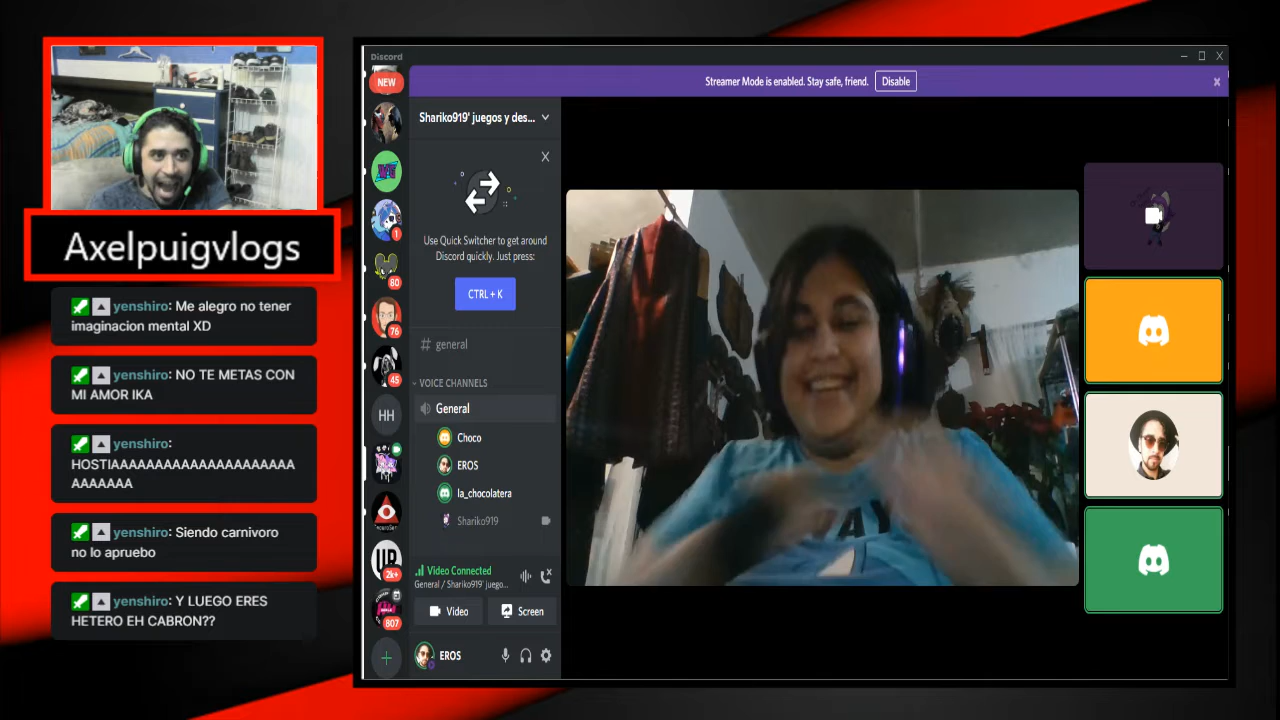 Axelpuigvlogs
yenshiro: Me alegro no tener
imaginacion mental XD
yenshiro: NO TE METAS CON
MI AMOR IKA
yenshiro:
HOSTIAAAAAAAAAAAAAAAAAAAAA
AAAAAAA
yenshiro: Siendo carnivoro
no lo apruebo
yenshiro: Y LUEGO ERES
HETERO EH CABRON??
Discord
Streamer Mode is enabled. Stay safe, friend.
Disable
NEW
1
80
76
45
HH
2k+
807
Shariko919' juegos y des...
Use Quick Switcher to get around
Discord quickly. Just press:
CTRL + K
# general
VOICE CHANNELS
General
Choco
EROS
la_chocolatera
Shariko919
Video Connected
General / Shariko919' juego...
Video
Screen
EROS